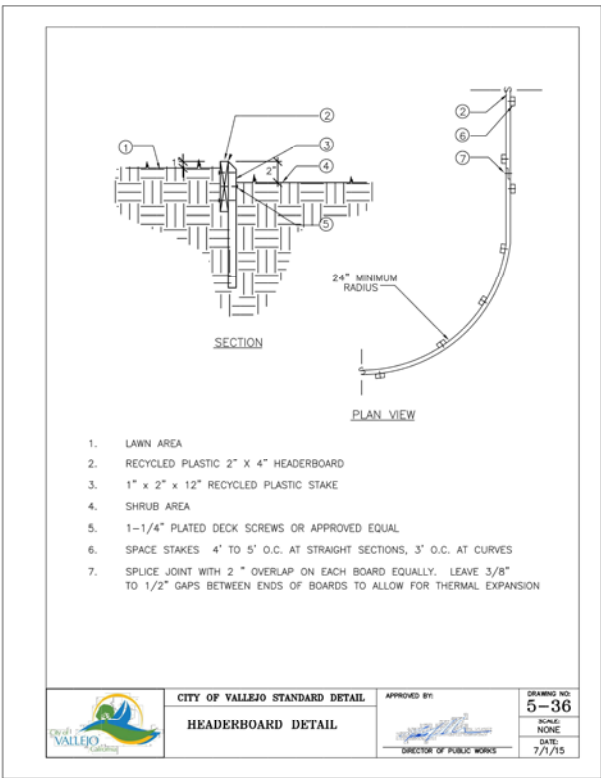 2
6
7
2
3
4
1
1"
2"
5
24" MINIMUM
RADIUS
SECTION
PLAN VIEW
1. LAWN AREA
2. RECYCLED PLASTIC 2" X 4" HEADERBOARD
3. 1" x 2" x 12" RECYCLED PLASTIC STAKE
4. SHRUB AREA
5. 1-1/4" PLATED DECK SCREWS OR APPROVED EQUAL
6. SPACE STAKES 4' TO 5' O.C. AT STRAIGHT SECTIONS, 3' O.C. AT CURVES
7. SPLICE JOINT WITH 2 " OVERLAP ON EACH BOARD EQUALLY. LEAVE 3/8"
TO 1/2" GAPS BETWEEN ENDS OF BOARDS TO ALLOW FOR THERMAL EXPANSION
City of
VALLEJO
California
CITY OF VALLEJO STANDARD DETAIL
HEADERBOARD DETAIL
APPROVED BY:
DIRECTOR OF PUBLIC WORKS
DRAWING NO:
5-36
SCALE:
NONE
DATE:
7/1/15